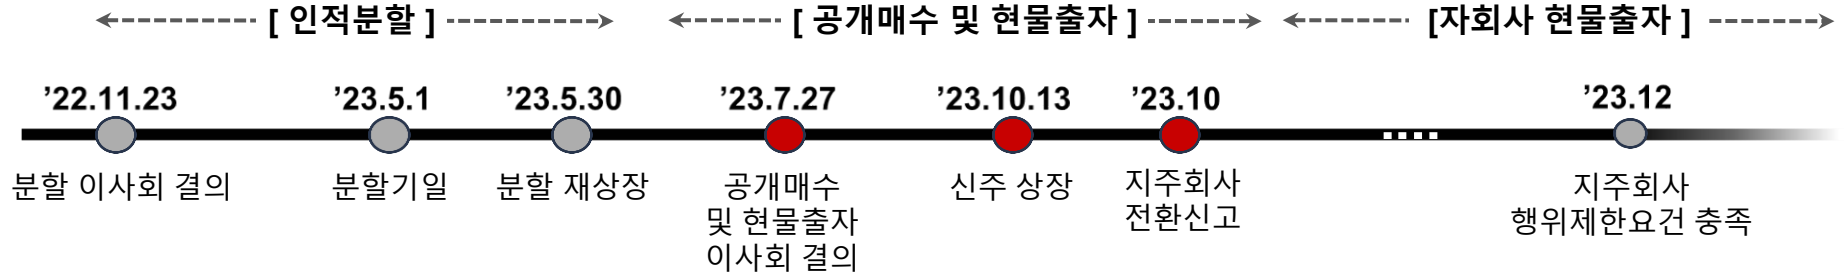 [ 인적분할 ]
[ 공개매수 및 현물출자 ]
[자회사 현물출자 ]
’22.11.23
’23.5.1
’23.5.30
’23.7.27
’23.10.13
’23.10
’23.12
분할 이사회 결의
분할기일
분할 재상장
공개매수
및 현물출자
이사회 결의
신주 상장
지주회사
전환신고
지주회사
행위제한요건 충족